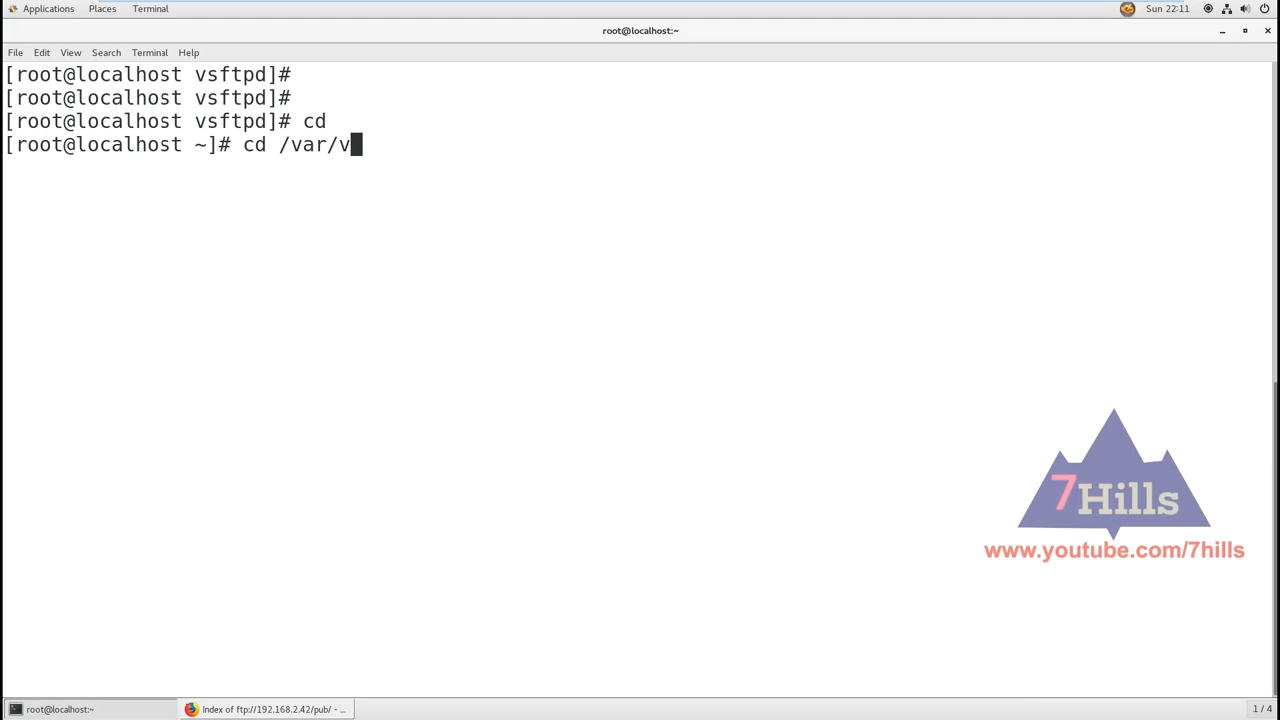 Applications Places Terminal Sun 22:11
root@localhost:~
File Edit View Search Terminal Help
[root@localhost vsftpd]#
[root@localhost vsftpd]#
[root@localhost vsftpd]# cd
[root@localhost ~]# cd /var/v
7Hills
www.youtube.com/7hills
root@localhost:~ Index of ftp://192.168.2.42/pub/ - ... 1 / 4